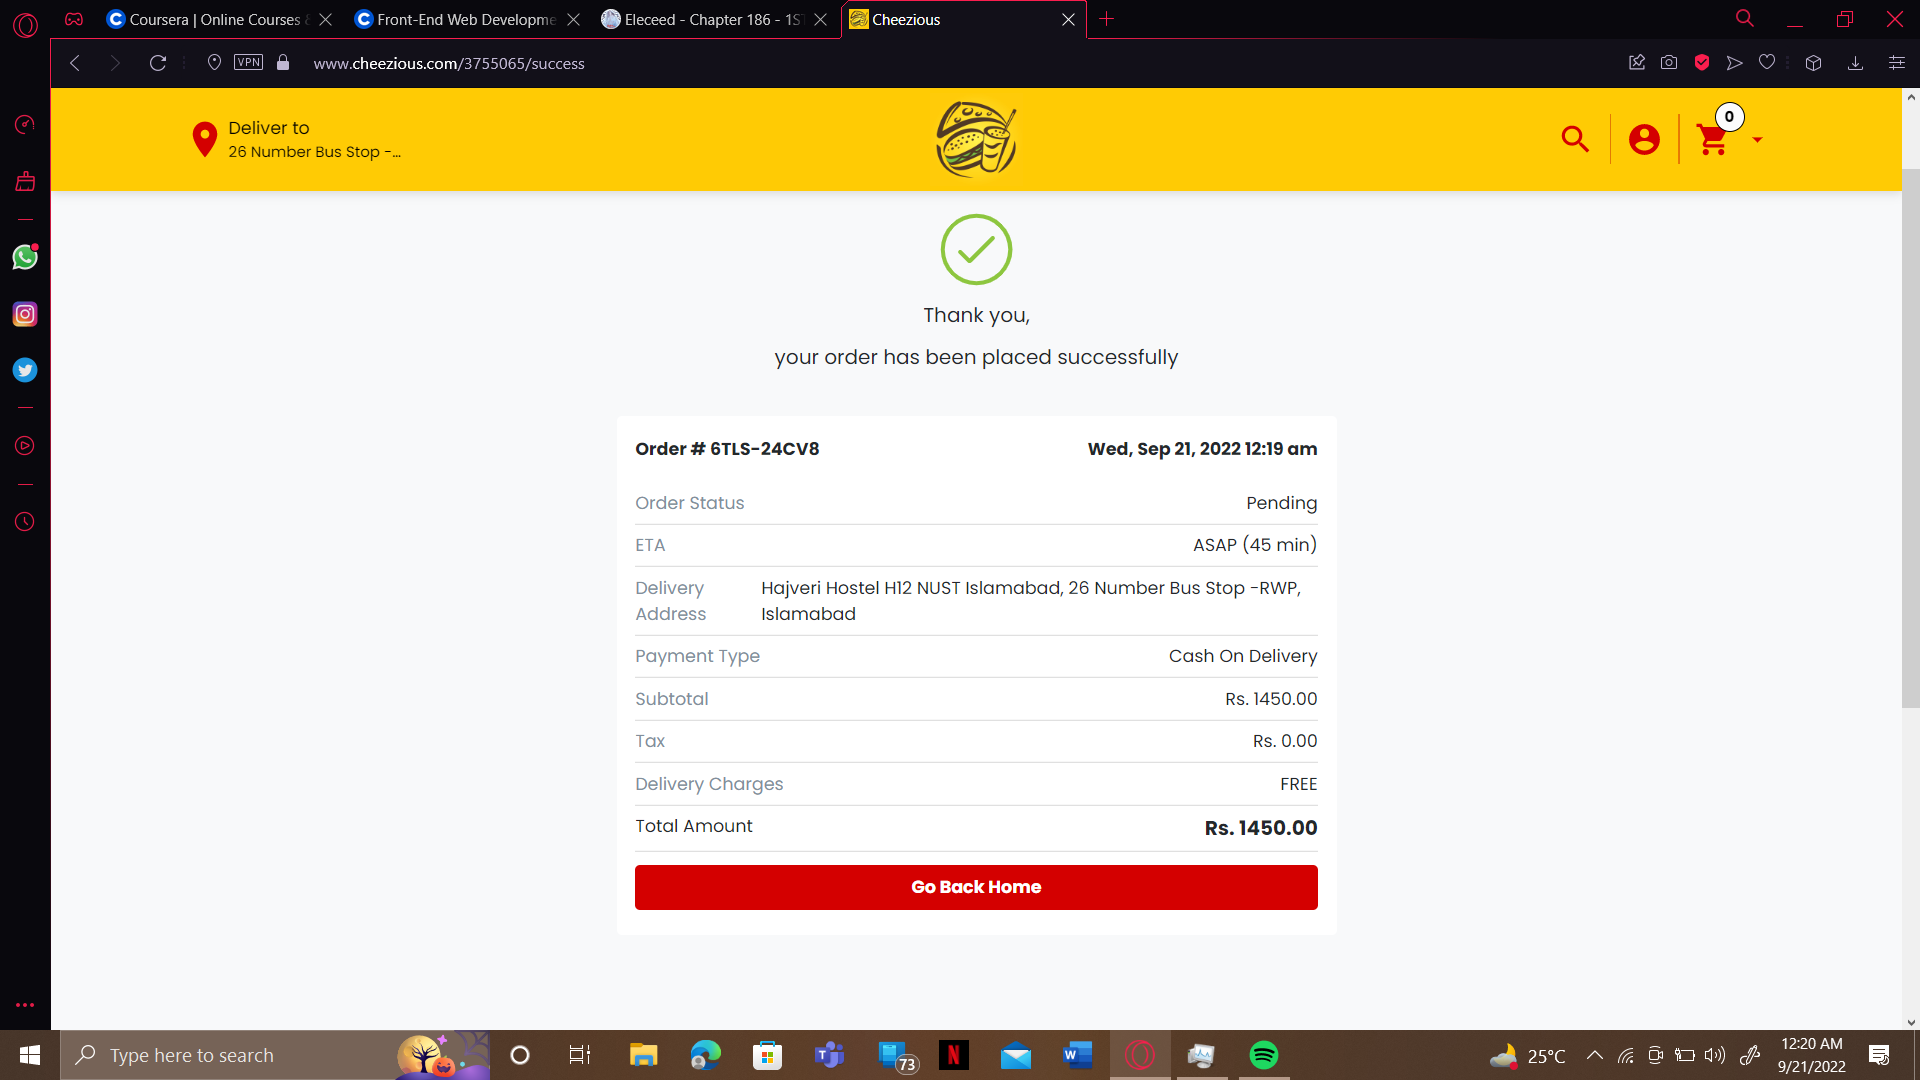 Coursera | Online Courses &
Front-End Web Developme
Eleceed - Chapter 186 - 1ST
Cheezious
VPN
www.cheezious.com/3755065/success
Deliver to
26 Number Bus Stop -...
0
Thank you,
your order has been placed successfully
Order # 6TLS-24CV8 Wed, Sep 21, 2022 12:19 am
Order Status Pending
ETA ASAP (45 min)
Delivery Address Hajveri Hostel H12 NUST Islamabad, 26 Number Bus Stop -RWP,
Islamabad
Payment Type Cash On Delivery
Subtotal Rs. 1450.00
Tax Rs. 0.00
Delivery Charges FREE
Total Amount Rs. 1450.00
Go Back Home
Type here to search
73
25°C
12:20 AM
9/21/2022